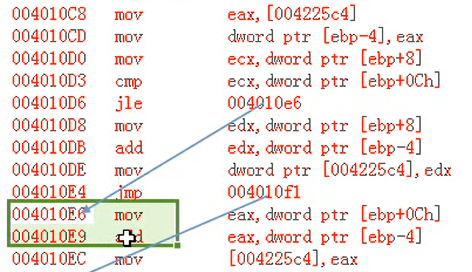 004010C8 mov eax,[004225c4]
004010CD mov dword ptr [ebp-4],eax
004010D0 mov ecx,dword ptr [ebp+8]
004010D3 cmp ecx,dword ptr [ebp+0Ch]
004010D6 jle 004010e6
004010D8 mov edx,dword ptr [ebp+8]
004010DB add edx,dword ptr [ebp-4]
004010DE mov dword ptr [004225c4],edx
004010E4 jmp 004010f1
004010E6 mov eax,dword ptr [ebp+0Ch]
004010E9 add eax,dword ptr [ebp-4]
004010EC mov [004225c4],eax